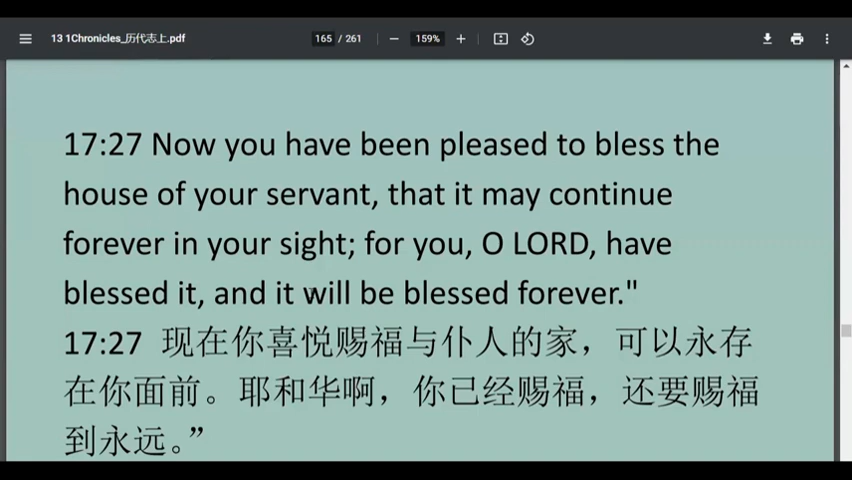 13 1Chronicles_历代志上.pdf 165 / 261 159%
17:27 Now you have been pleased to bless the
house of your servant, that it may continue
forever in your sight; for you, O LORD, have
blessed it, and it will be blessed forever."
17:27 现在你喜悦赐福与仆人的家，可以永存
在你面前。耶和华啊，你已经赐福，还要赐福
到永远。”